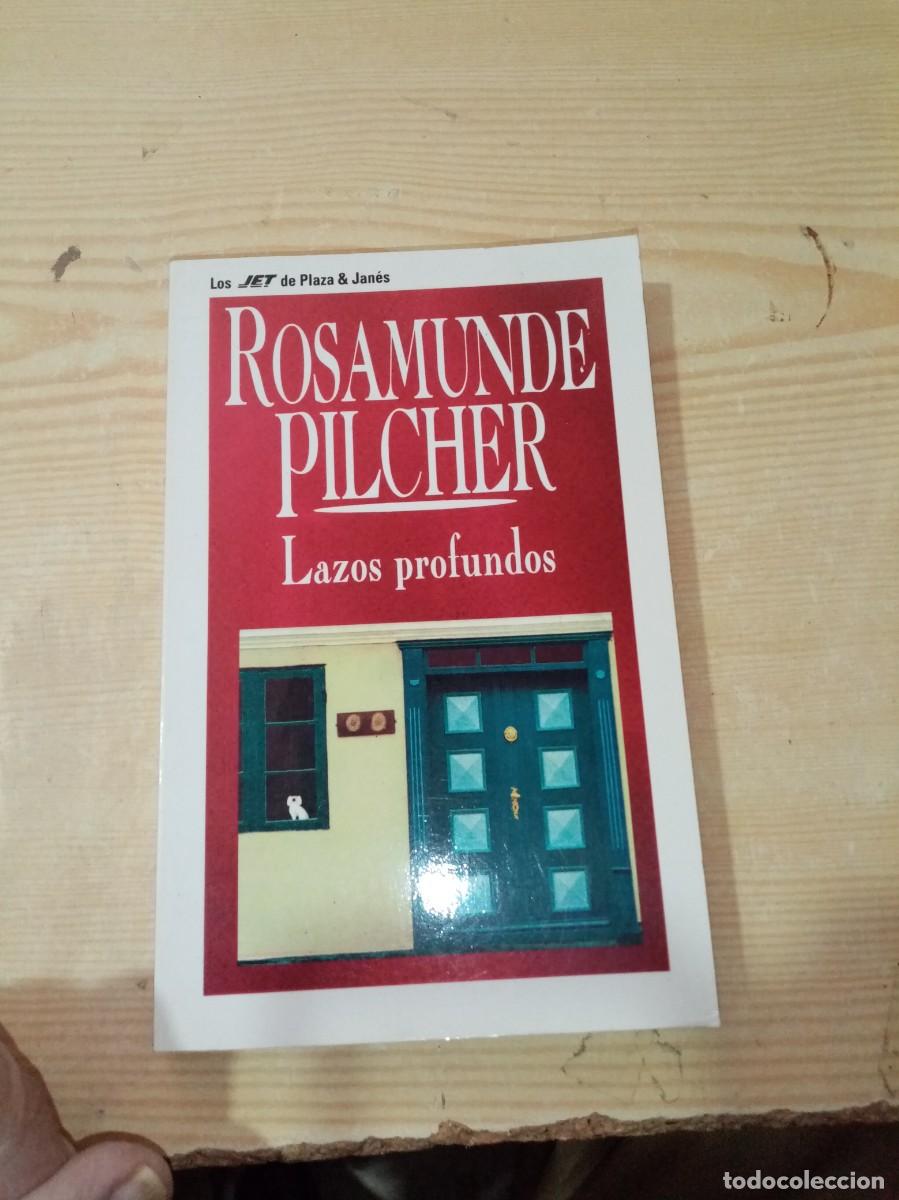 Los JET de Plaza & Janés
ROSAMUNDE
PILCHER
Lazos profundos
todocoleccion